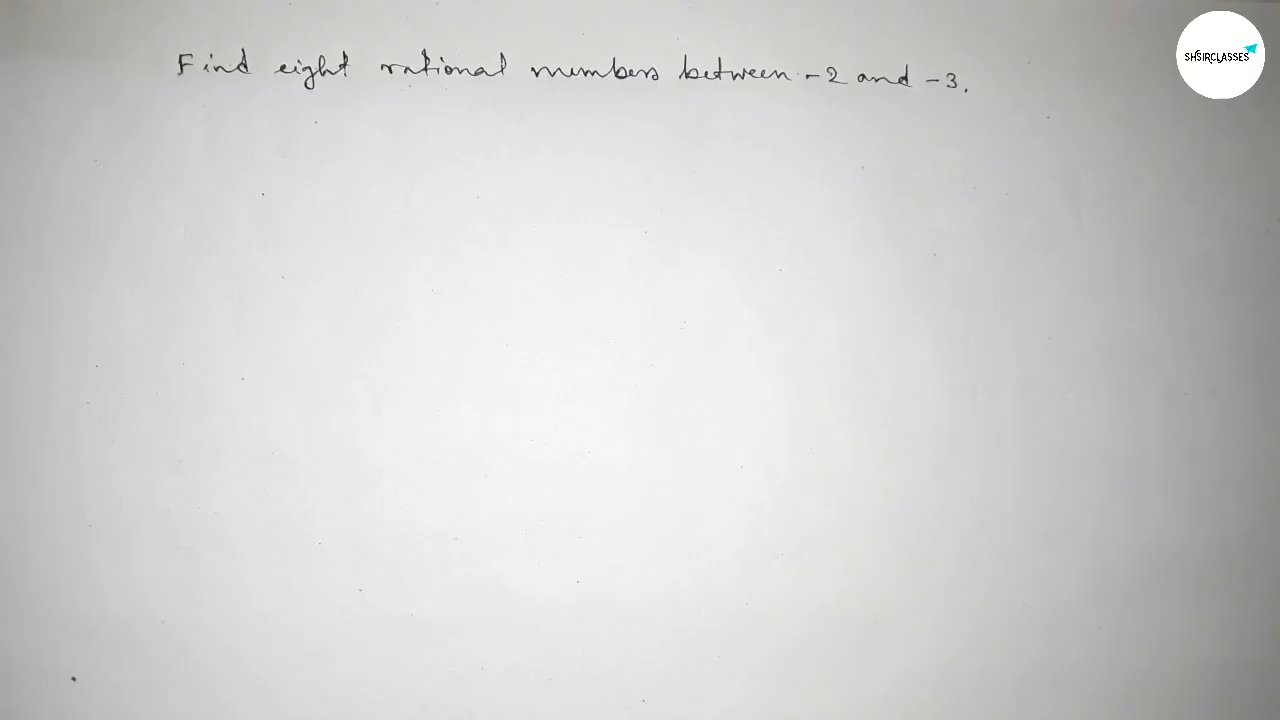 Find eight rational numbers between -2 and -3.
SHSIRCLASSES